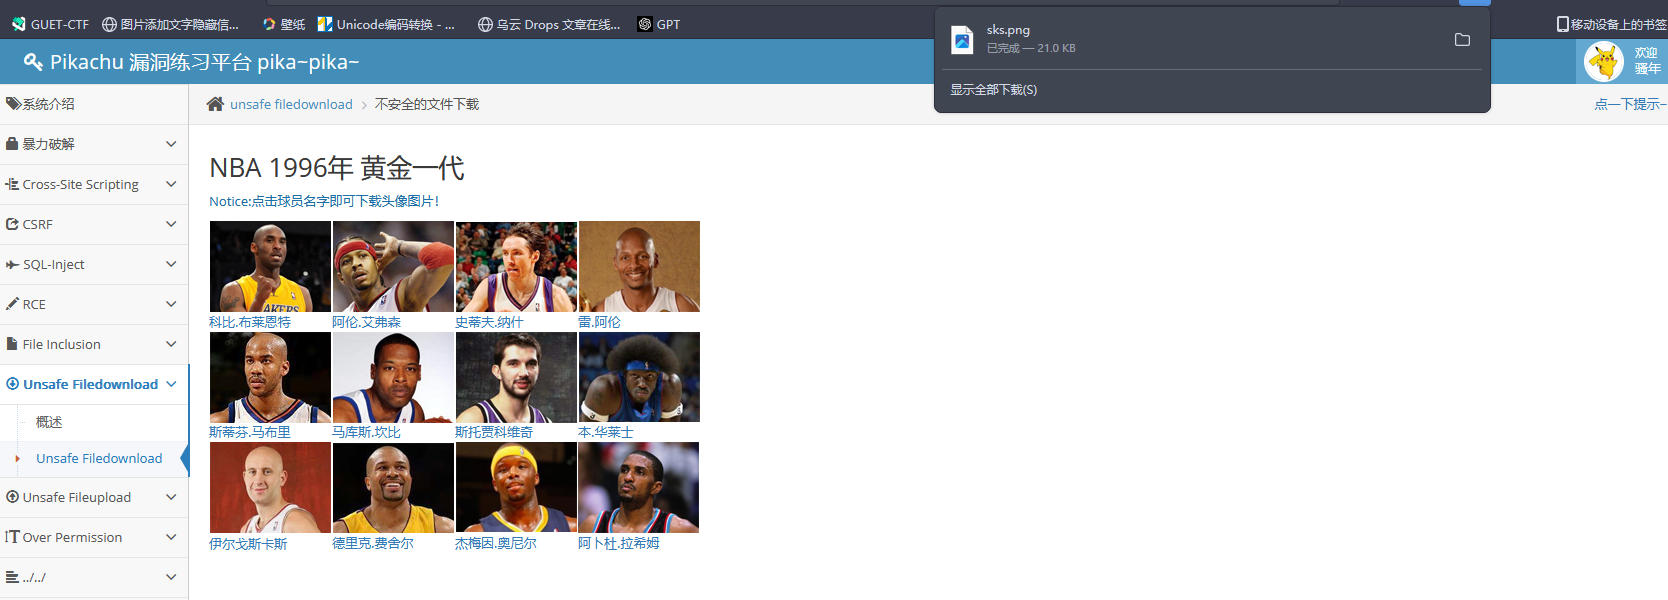 GUET-CTF 图片添加文字隐藏信... 壁纸 Unicode编码转换 - ... 乌云 Drops 文章在线... GPT 移动设备上的书签
sks.png
已完成 — 21.0 KB
显示全部下载(S)
Pikachu 漏洞练习平台 pika~pika~
欢迎
骚年
系统介绍
暴力破解
Cross-Site Scripting
CSRF
SQL-Inject
RCE
File Inclusion
Unsafe Filedownload
概述
Unsafe Filedownload
Unsafe Fileupload
Over Permission
../../
unsafe filedownload > 不安全的文件下载
点一下提示~
NBA 1996年 黄金一代
Notice:点击球员名字即可下载头像图片!
科比.布莱恩特 阿伦.艾弗森 史蒂夫.纳什 雷.阿伦
斯蒂芬.马布里 马库斯.坎比 斯托贾科维奇 本.华莱士
伊尔戈斯卡斯 德里克.费舍尔 杰梅因.奥尼尔 阿卜杜.拉希姆